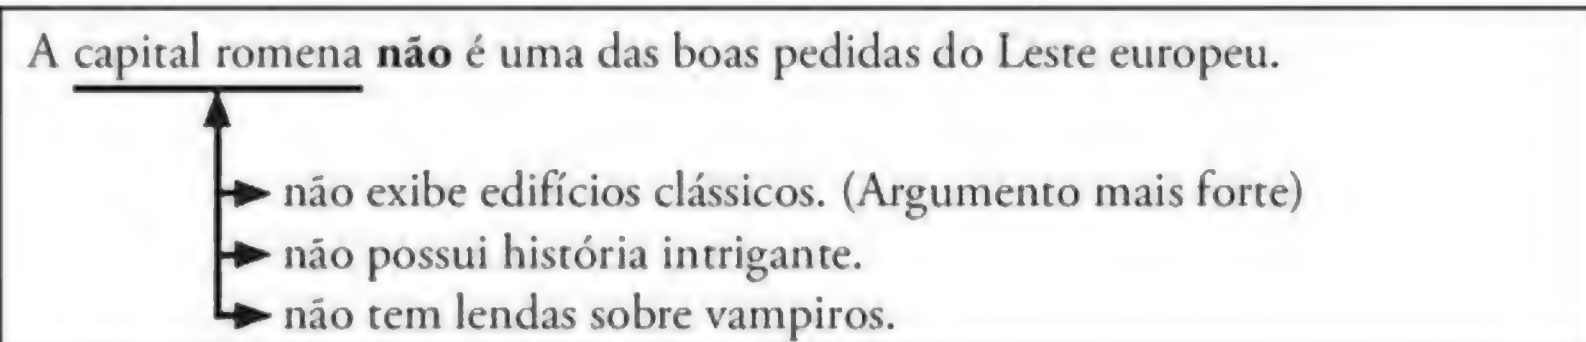 A capital romena não é uma das boas pedidas do Leste europeu.
não exibe edifícios clássicos. (Argumento mais forte)
não possui história intrigante.
não tem lendas sobre vampiros.